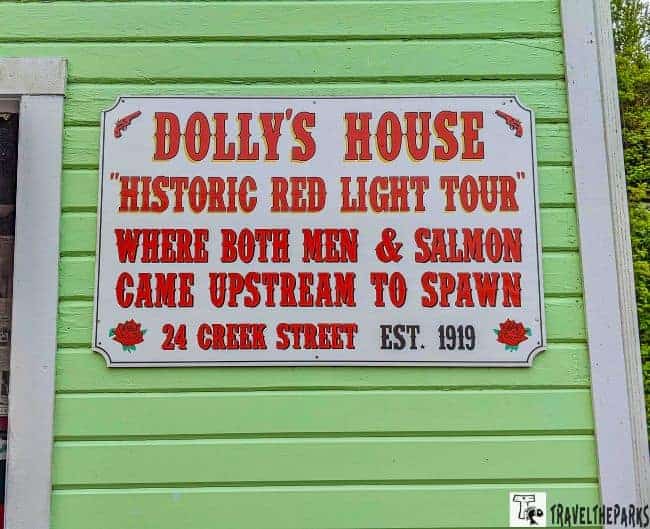 DOLLY'S HOUSE
"HISTORIC RED LIGHT TOUR"
WHERE BOTH MEN & SALMON
CAME UPSTREAM TO SPAWN
24 CREEK STREET EST. 1919
TRAVELTHEPARKS